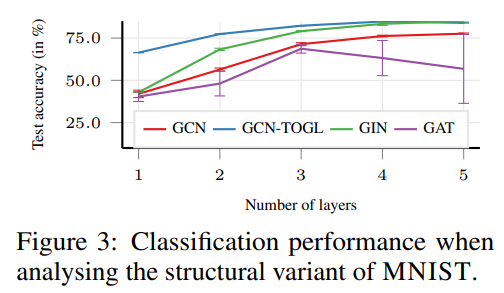 Test accuracy (in %)
75.0
50.0
25.0
GCN GCN-TOGL GIN GAT
1 2 3 4 5
Number of layers
Figure 3: Classification performance when
analysing the structural variant of MNIST.